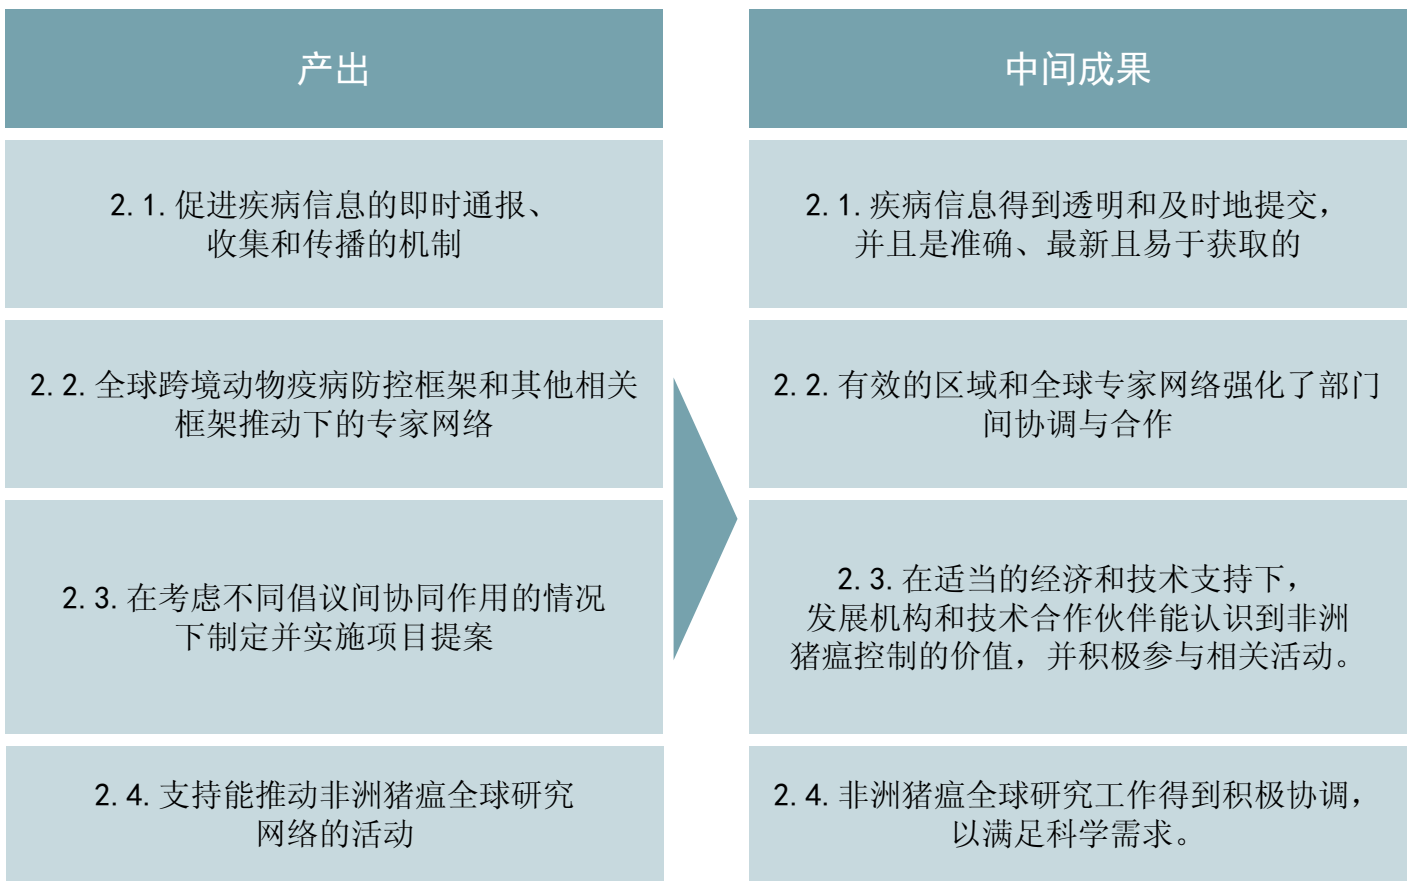 产出
中间成果
2.1.促进疾病信息的即时通报、
收集和传播的机制
2.1.疾病信息得到透明和及时地提交，
并且是准确、最新且易于获取的
2.2.全球跨境动物疫病防控框架和其他相关
框架推动下的专家网络
2.2.有效的区域和全球专家网络强化了部门
间协调与合作
2.3.在考虑不同倡议间协同作用的情况
下制定并实施项目提案
2.3.在适当的经济和技术支持下，
发展机构和技术合作伙伴能认识到非洲
猪瘟控制的价值，并积极参与相关活动。
2.4.支持能推动非洲猪瘟全球研究
网络的活动
2.4.非洲猪瘟全球研究工作得到积极协调，
以满足科学需求。